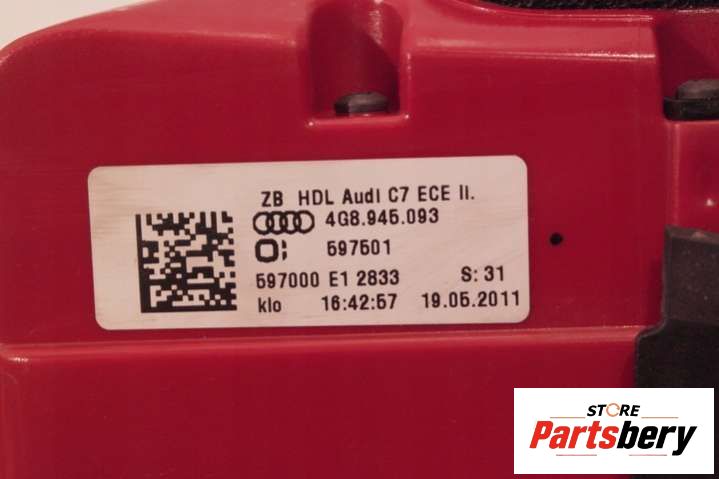 ZB HDL Audi C7 ECE li.
4G8.945.093
597501
597000 E1 2833 S: 31
klo 16:42:57 19.05.2011
STORE
Partsbery